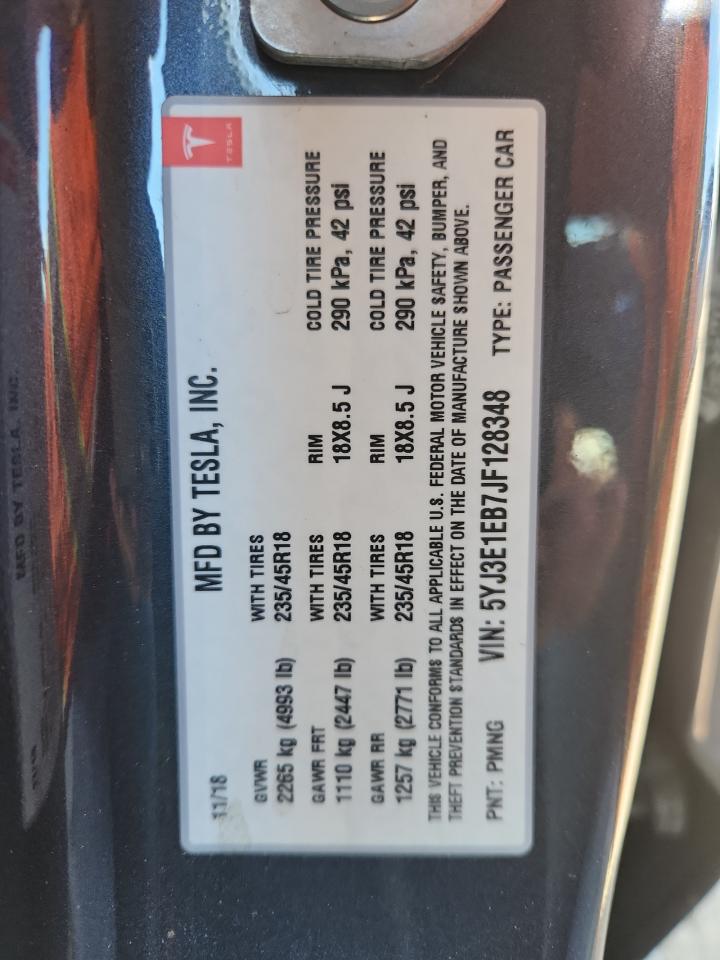 TESLA
11/18
MFD BY TESLA, INC.
GVWR WITH TIRES
2265 kg (4993 lb) 235/45R18
GAWR FRT WITH TIRES RIM COLD TIRE PRESSURE
1110 kg (2447 lb) 235/45R18 18X8.5 J 290 kPa, 42 psi
GAWR RR WITH TIRES RIM COLD TIRE PRESSURE
1257 kg (2771 lb) 235/45R18 18X8.5 J 290 kPa, 42 psi
THIS VEHICLE CONFORMS TO ALL APPLICABLE U.S. FEDERAL MOTOR VEHICLE SAFETY, BUMPER, AND
THEFT PREVENTION STANDARDS IN EFFECT ON THE DATE OF MANUFACTURE SHOWN ABOVE.
PNT: PMNG VIN: 5YJ3E1EB7JF128348 TYPE: PASSENGER CAR
MFD BY TESLA, INC.